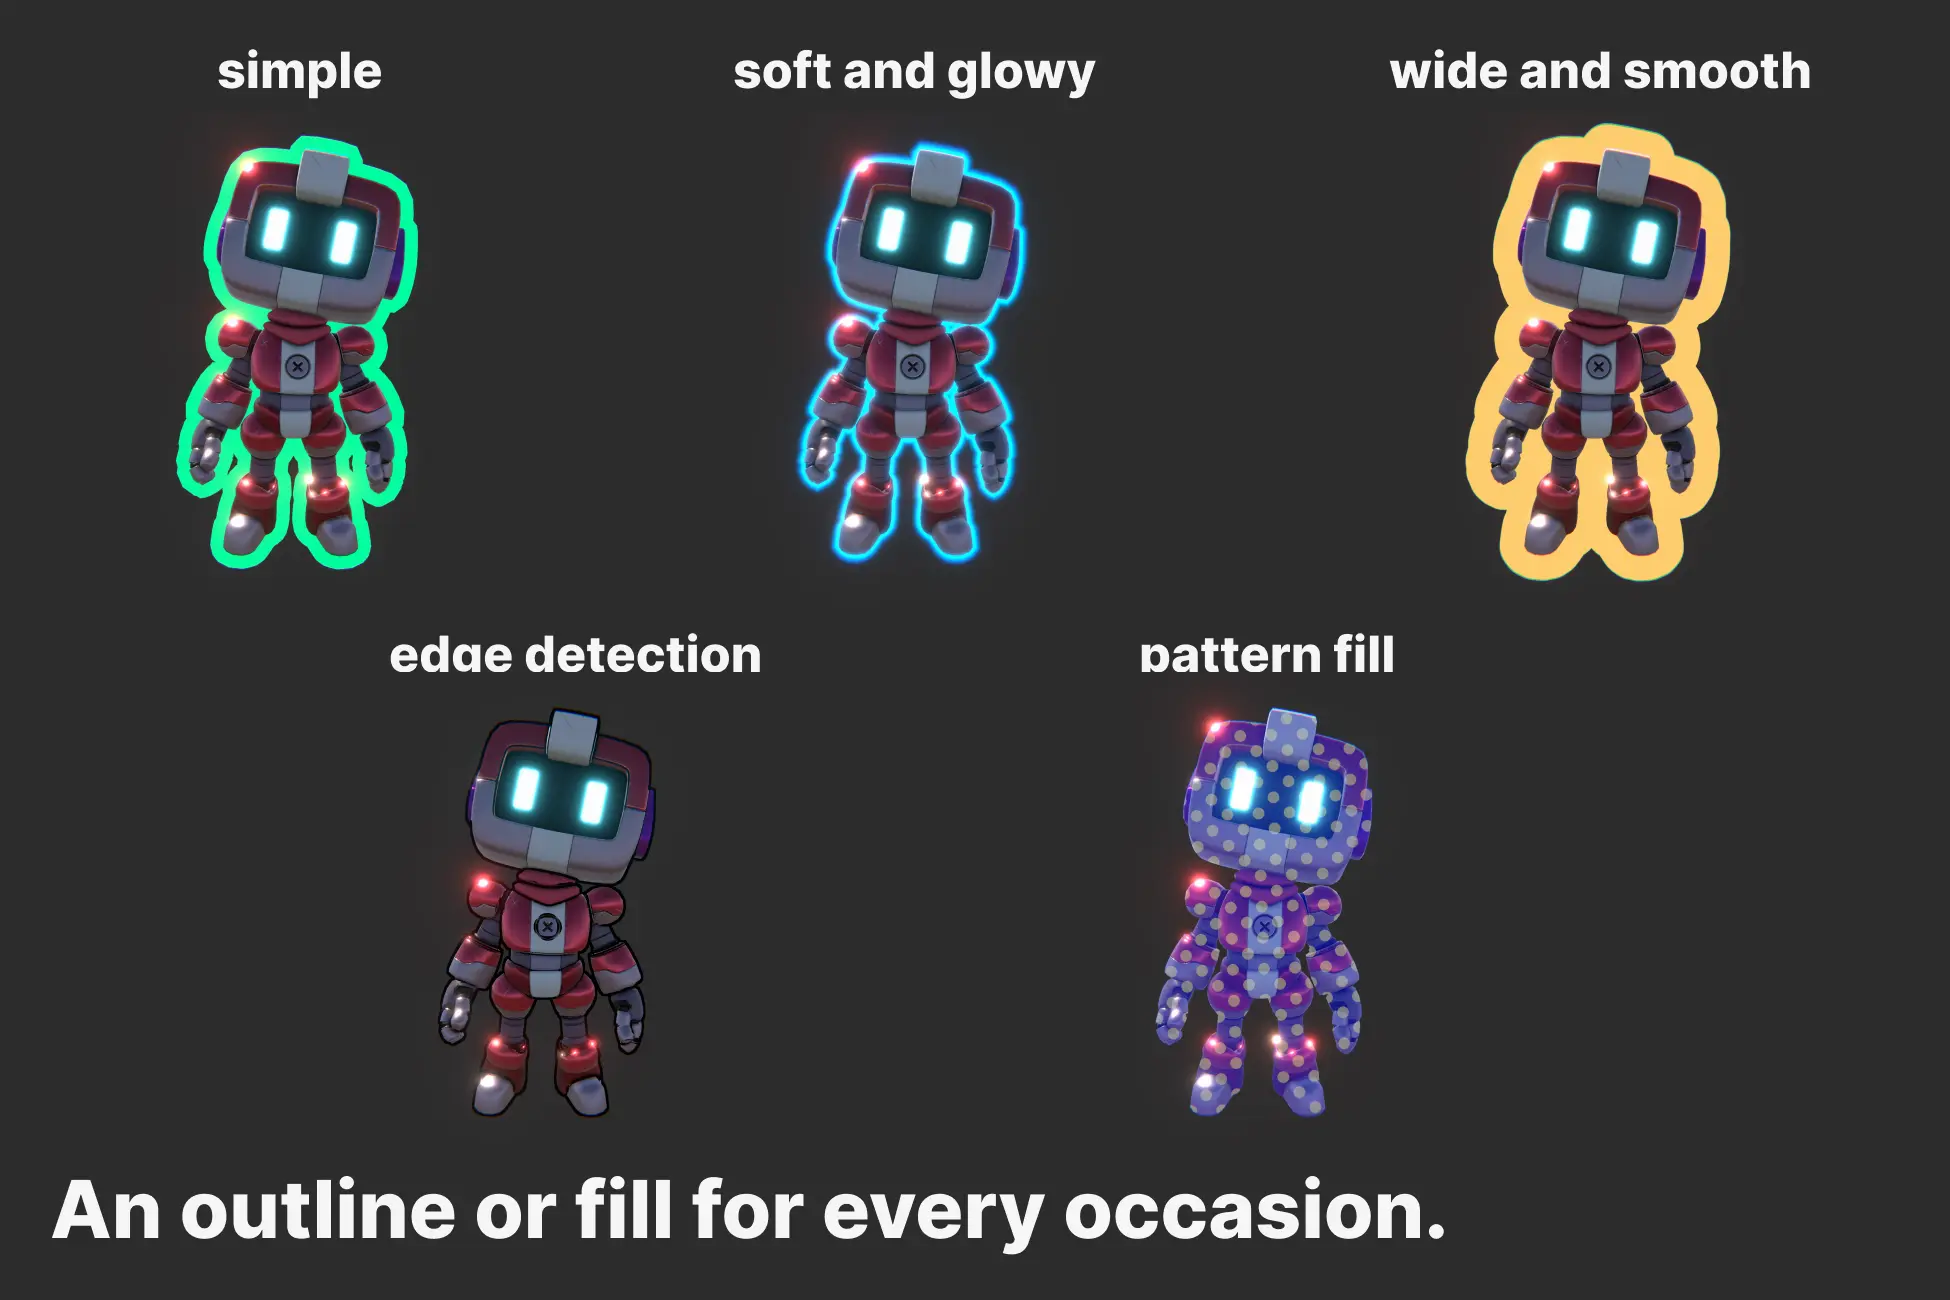 simple
soft and glowy
wide and smooth
edge detection
pattern fill
An outline or fill for every occasion.